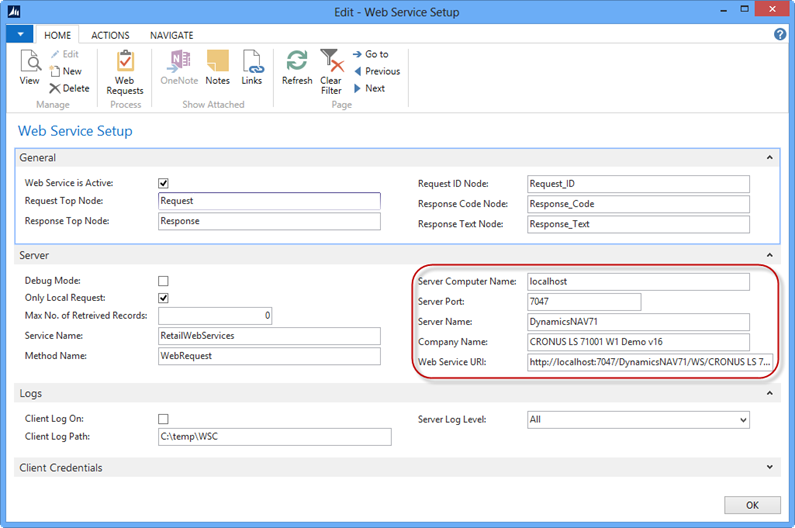 Edit - Web Service Setup
HOME ACTIONS NAVIGATE
View
Edit
New
Delete
Manage
Web Requests
Process
OneNote
Notes
Links
Show Attached
Refresh
Clear Filter
Go to
Previous
Next
Page
Web Service Setup
General
Web Service is Active:
Request Top Node: Request
Response Top Node: Response
Request ID Node: Request_ID
Response Code Node: Response_Code
Response Text Node: Response_Text
Server
Debug Mode:
Only Local Request:
Max No. of Retreived Records: 0
Service Name: RetailWebServices
Method Name: WebRequest
Server Computer Name: localhost
Server Port: 7047
Server Name: DynamicsNAV71
Company Name: CRONUS LS 71001 W1 Demo v16
Web Service URI: http://localhost:7047/DynamicsNAV71/WS/CRONUS LS 7...
Logs
Client Log On:
Client Log Path: C:\temp\WSC
Server Log Level: All
Client Credentials
OK